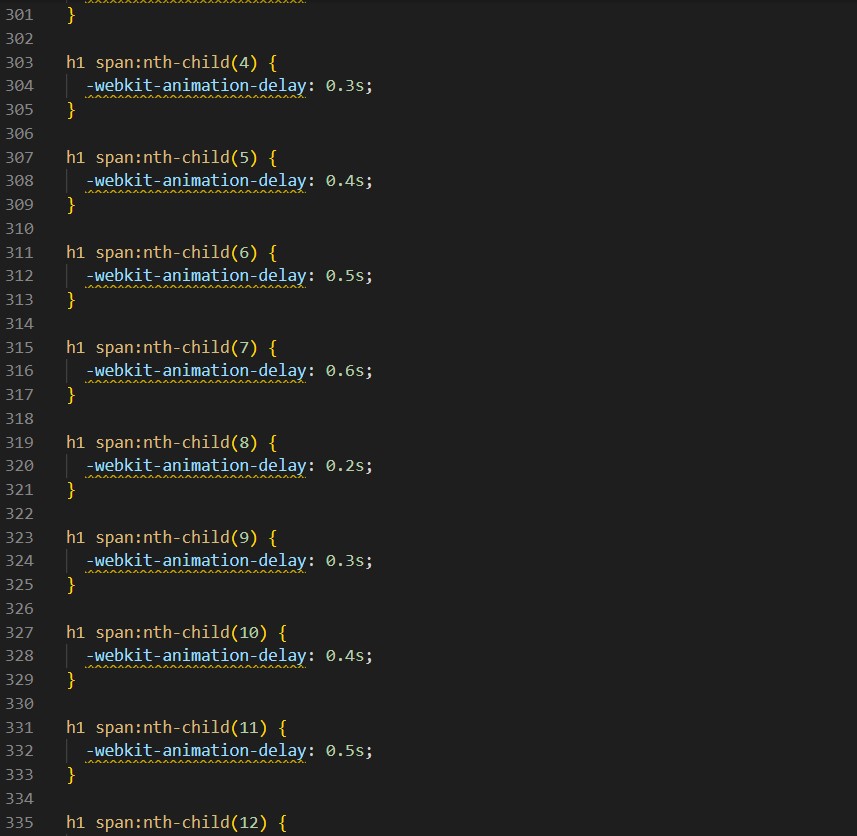 301 }
302
303 h1 span:nth-child(4) {
304 -webkit-animation-delay: 0.3s;
305 }
306
307 h1 span:nth-child(5) {
308 -webkit-animation-delay: 0.4s;
309 }
310
311 h1 span:nth-child(6) {
312 -webkit-animation-delay: 0.5s;
313 }
314
315 h1 span:nth-child(7) {
316 -webkit-animation-delay: 0.6s;
317 }
318
319 h1 span:nth-child(8) {
320 -webkit-animation-delay: 0.2s;
321 }
322
323 h1 span:nth-child(9) {
324 -webkit-animation-delay: 0.3s;
325 }
326
327 h1 span:nth-child(10) {
328 -webkit-animation-delay: 0.4s;
329 }
330
331 h1 span:nth-child(11) {
332 -webkit-animation-delay: 0.5s;
333 }
334
335 h1 span:nth-child(12) {